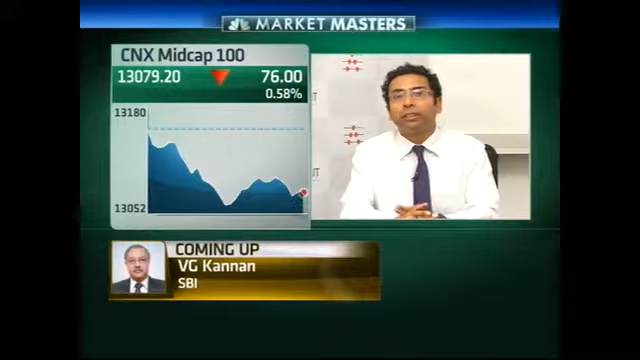 MARKET MASTERS
CNX Midcap 100
13079.20 76.00
0.58%
13180
13052
COMING UP
VG Kannan
SBI